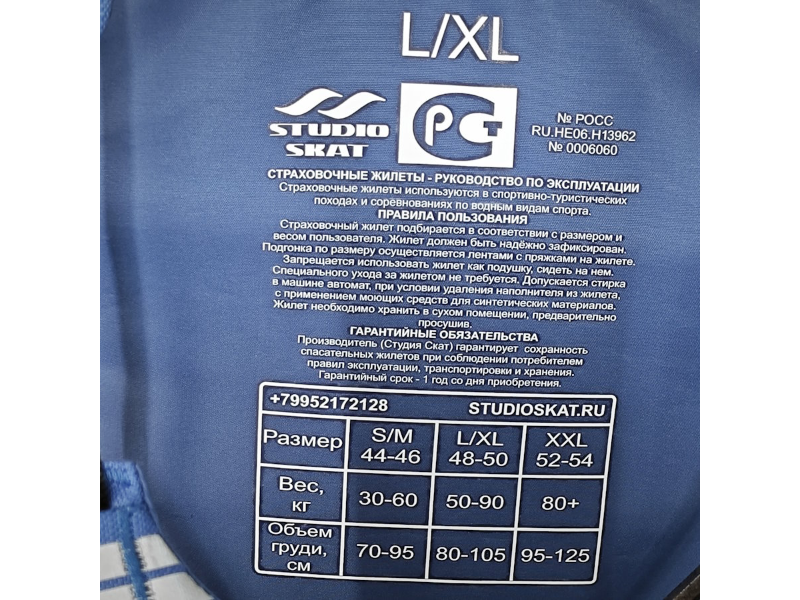 L/XL
STUDIO
SKAT
РСТ
№ РОСС
RU.HE06.H13962
№ 0006060
СТРАХОВОЧНЫЕ ЖИЛЕТЫ - РУКОВОДСТВО ПО ЭКСПЛУАТАЦИИ
Страховочные жилеты используются в спортивно-туристических
походах и соревнованиях по водным видам спорта.
ПРАВИЛА ПОЛЬЗОВАНИЯ
Страховочный жилет подбирается в соответствии с размером и
весом пользователя. Жилет должен быть надёжно зафиксирован.
Подгонка по размеру осуществляется лентами с пряжками на жилете.
Запрещается использовать жилет как подушку, сидеть на нем.
Специального ухода за жилетом не требуется. Допускается стирка
в машине автомат, при условии удаления наполнителя из жилета,
с применением моющих средств для синтетических материалов.
Жилет необходимо хранить в сухом помещении, предварительно
просушив.
ГАРАНТИЙНЫЕ ОБЯЗАТЕЛЬСТВА
Производитель (Студия Скат) гарантирует сохранность
спасательных жилетов при соблюдении потребителем
правил эксплуатации, транспортировки и хранения.
Гарантийный срок - 1 год со дня приобретения.
+79952172128 STUDIOSKAT.RU
Размер S/M 44-46 L/XL 48-50 XXL 52-54
Вес, кг 30-60 50-90 80+
Объем груди, см 70-95 80-105 95-125